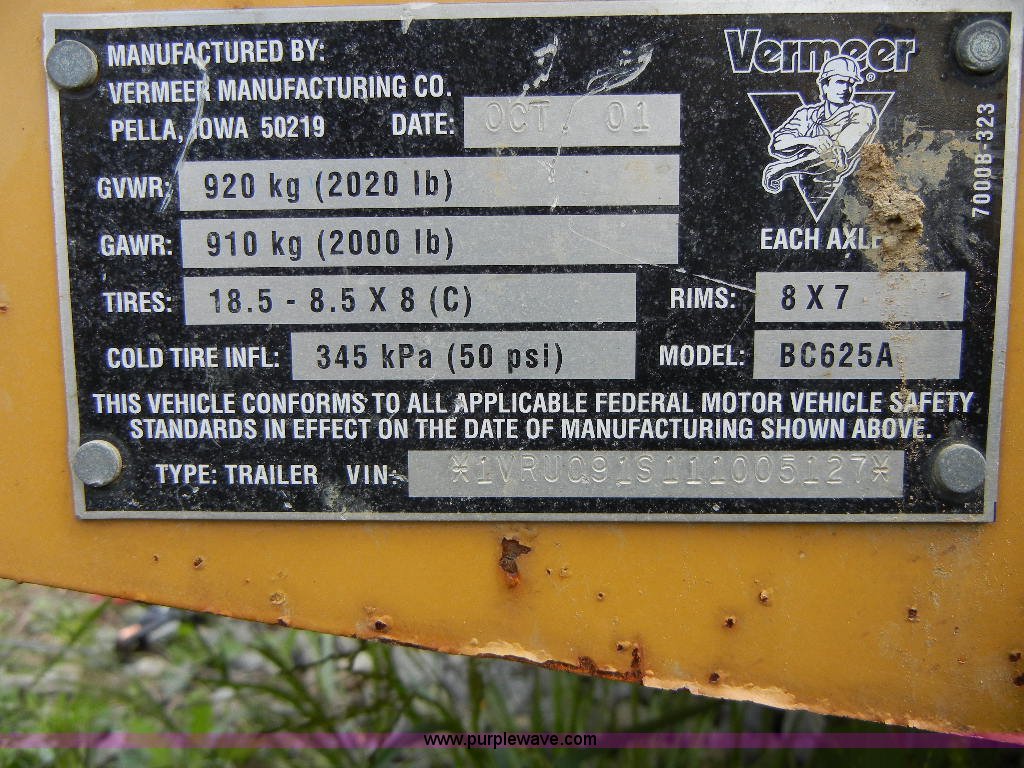 MANUFACTURED BY:
VERMEER MANUFACTURING CO.
PELLA, IOWA 50219 DATE: OCT. 01
Vermeer®
7000B-323
GVWR: 920 kg (2020 lb)
GAWR: 910 kg (2000 lb) EACH AXLE
TIRES: 18.5 - 8.5 X 8 (C) RIMS: 8 X 7
COLD TIRE INFL: 345 kPa (50 psi) MODEL: BC625A
THIS VEHICLE CONFORMS TO ALL APPLICABLE FEDERAL MOTOR VEHICLE SAFETY
STANDARDS IN EFFECT ON THE DATE OF MANUFACTURING SHOWN ABOVE.
TYPE: TRAILER VIN: *1VRUQ91S111005127*
www.purplewave.com